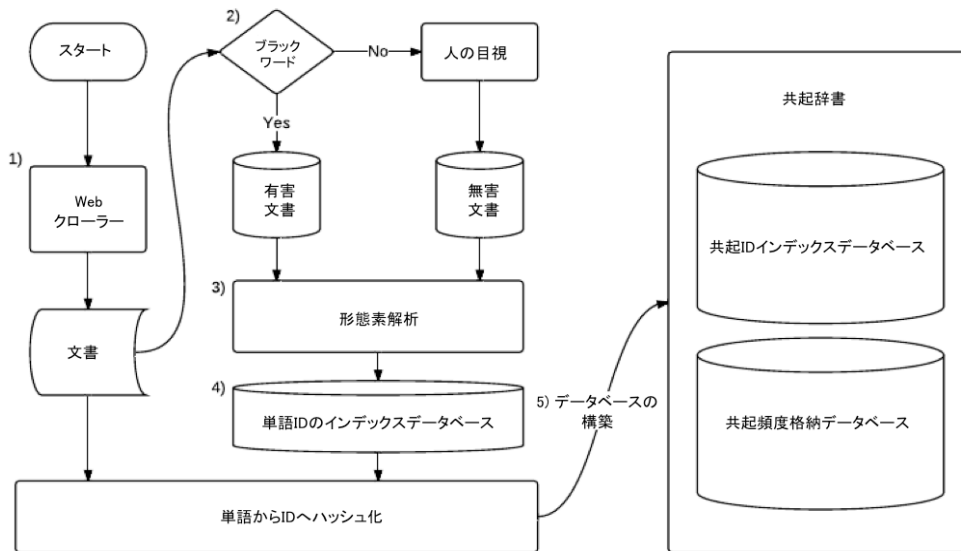 スタート
1)
Web
クローラー
文書
2)
ブラック
ワード
No
人の目視
Yes
有害
文書
無害
文書
3)
形態素解析
4)
単語IDのインデックスデータベース
単語からIDへハッシュ化
5) データベースの
構築
共起辞書
共起IDインデックスデータベース
共起頻度格納データベース